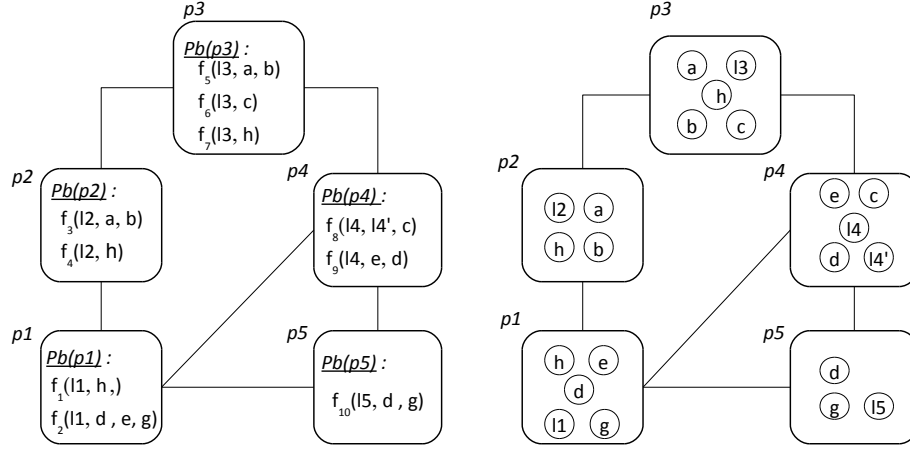 p3
Pb(p3) :
f5(l3, a, b)
f6(l3, c)
f7(l3, h)
p2
Pb(p2) :
f3(l2, a, b)
f4(l2, h)
p4
Pb(p4) :
f8(l4, l4', c)
f9(l4, e, d)
p1
Pb(p1) :
f1(l1, h ,)
f2(l1, d , e, g)
p5
Pb(p5) :
f10(l5, d , g)
p3
a l3
h
b c
p2
l2 a
h b
p4
e c
l4
d l4'
p1
h e
d
l1 g
p5
d
g l5